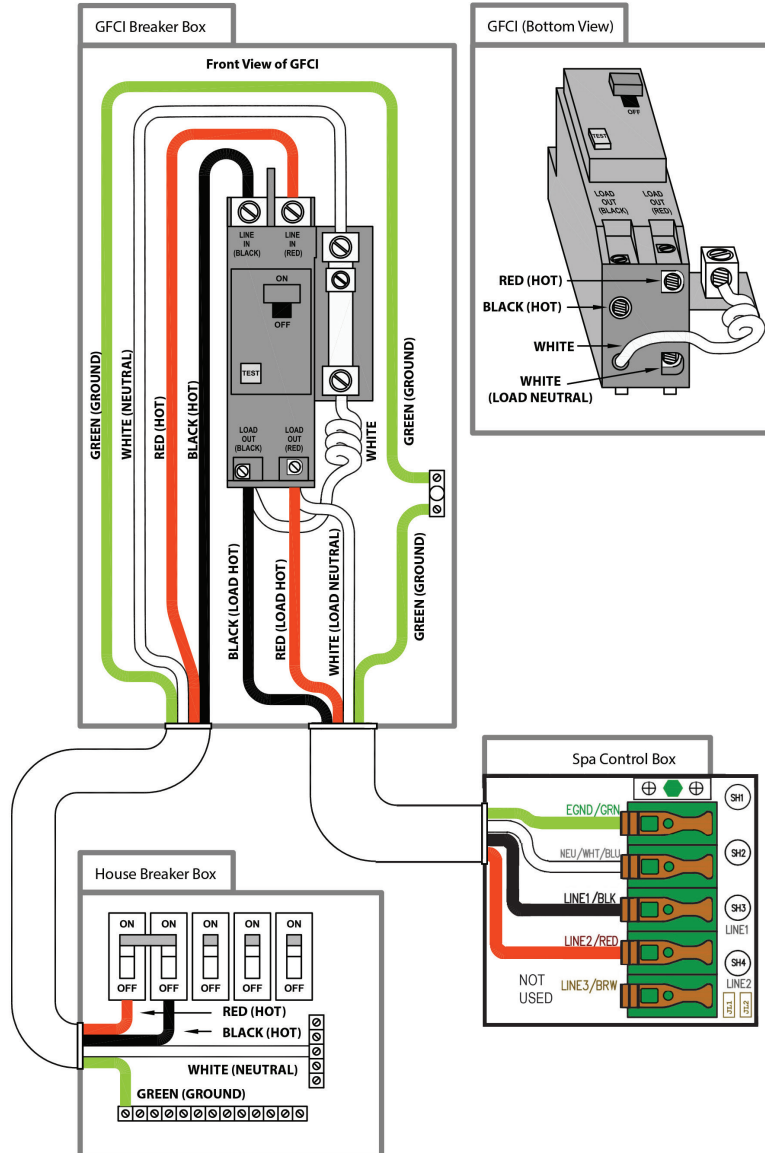 GFCI Breaker Box
Front View of GFCI
LINE
IN
(BLACK)
LINE
IN
(RED)
ON
OFF
TEST
LOAD
OUT
(BLACK)
LOAD
OUT
(RED)
GREEN (GROUND)
WHITE (NEUTRAL)
RED (HOT)
BLACK (HOT)
WHITE
GREEN (GROUND)
BLACK (LOAD HOT)
RED (LOAD HOT)
WHITE (LOAD NEUTRAL)
GREEN (GROUND)
GFCI (Bottom View)
OFF
TEST
LOAD
OUT
(BLACK)
LOAD
OUT
(RED)
RED (HOT)
BLACK (HOT)
WHITE
WHITE
(LOAD NEUTRAL)
Spa Control Box
EGND/GRN
NEU/WHT/BLU
LINE1/BLK
LINE2/RED
NOT
USED
LINE3/BRW
SH1
SH2
SH3
LINE1
SH4
LINE2
J11
J12
House Breaker Box
ON
ON
ON
ON
ON
OFF
OFF
OFF
OFF
OFF
RED (HOT)
BLACK (HOT)
WHITE (NEUTRAL)
GREEN (GROUND)